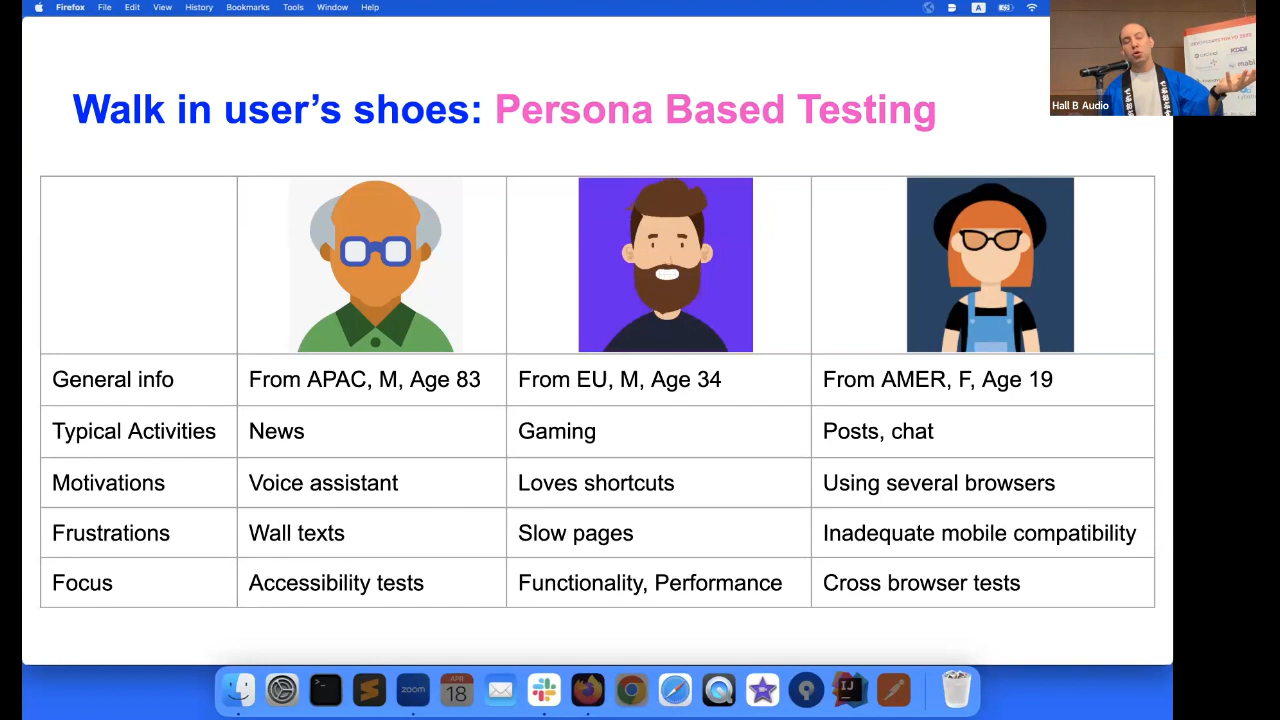 Firefox File Edit View History Bookmarks Tools Window Help
A
Hall B Audio
Walk in user's shoes: Persona Based Testing
General info From APAC, M, Age 83 From EU, M, Age 34 From AMER, F, Age 19
Typical Activities News Gaming Posts, chat
Motivations Voice assistant Loves shortcuts Using several browsers
Frustrations Wall texts Slow pages Inadequate mobile compatibility
Focus Accessibility tests Functionality, Performance Cross browser tests
zoom
APR
18
IJ